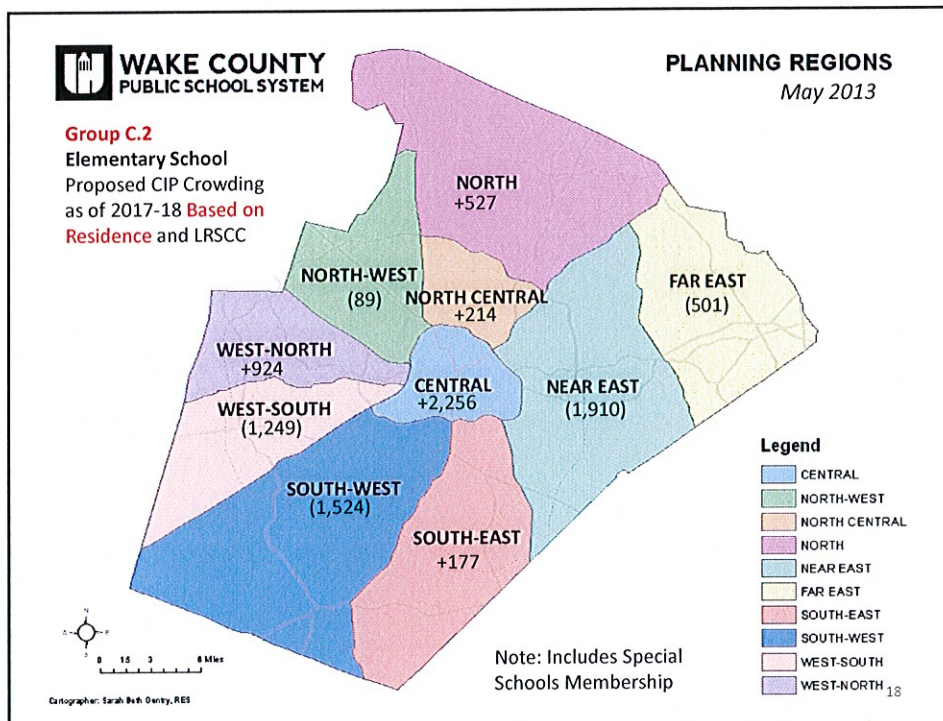 WAKE COUNTY
PUBLIC SCHOOL SYSTEM
PLANNING REGIONS
May 2013
Group C.2
Elementary School
Proposed CIP Crowding
as of 2017-18 Based on
Residence and LRSCC
NORTH
+527
NORTH-WEST
(89)
NORTH CENTRAL
+214
FAR EAST
(501)
WEST-NORTH
+924
CENTRAL
+2,256
NEAR EAST
(1,910)
WEST-SOUTH
(1,249)
SOUTH-WEST
(1,524)
SOUTH-EAST
+177
Legend
CENTRAL
NORTH-WEST
NORTH CENTRAL
NORTH
NEAR EAST
FAR EAST
SOUTH-EAST
SOUTH-WEST
WEST-SOUTH
WEST-NORTH
0 1.5 3 6 Miles
Note: Includes Special
Schools Membership
Cartographer: Sarah Beth Gentry, RES
18